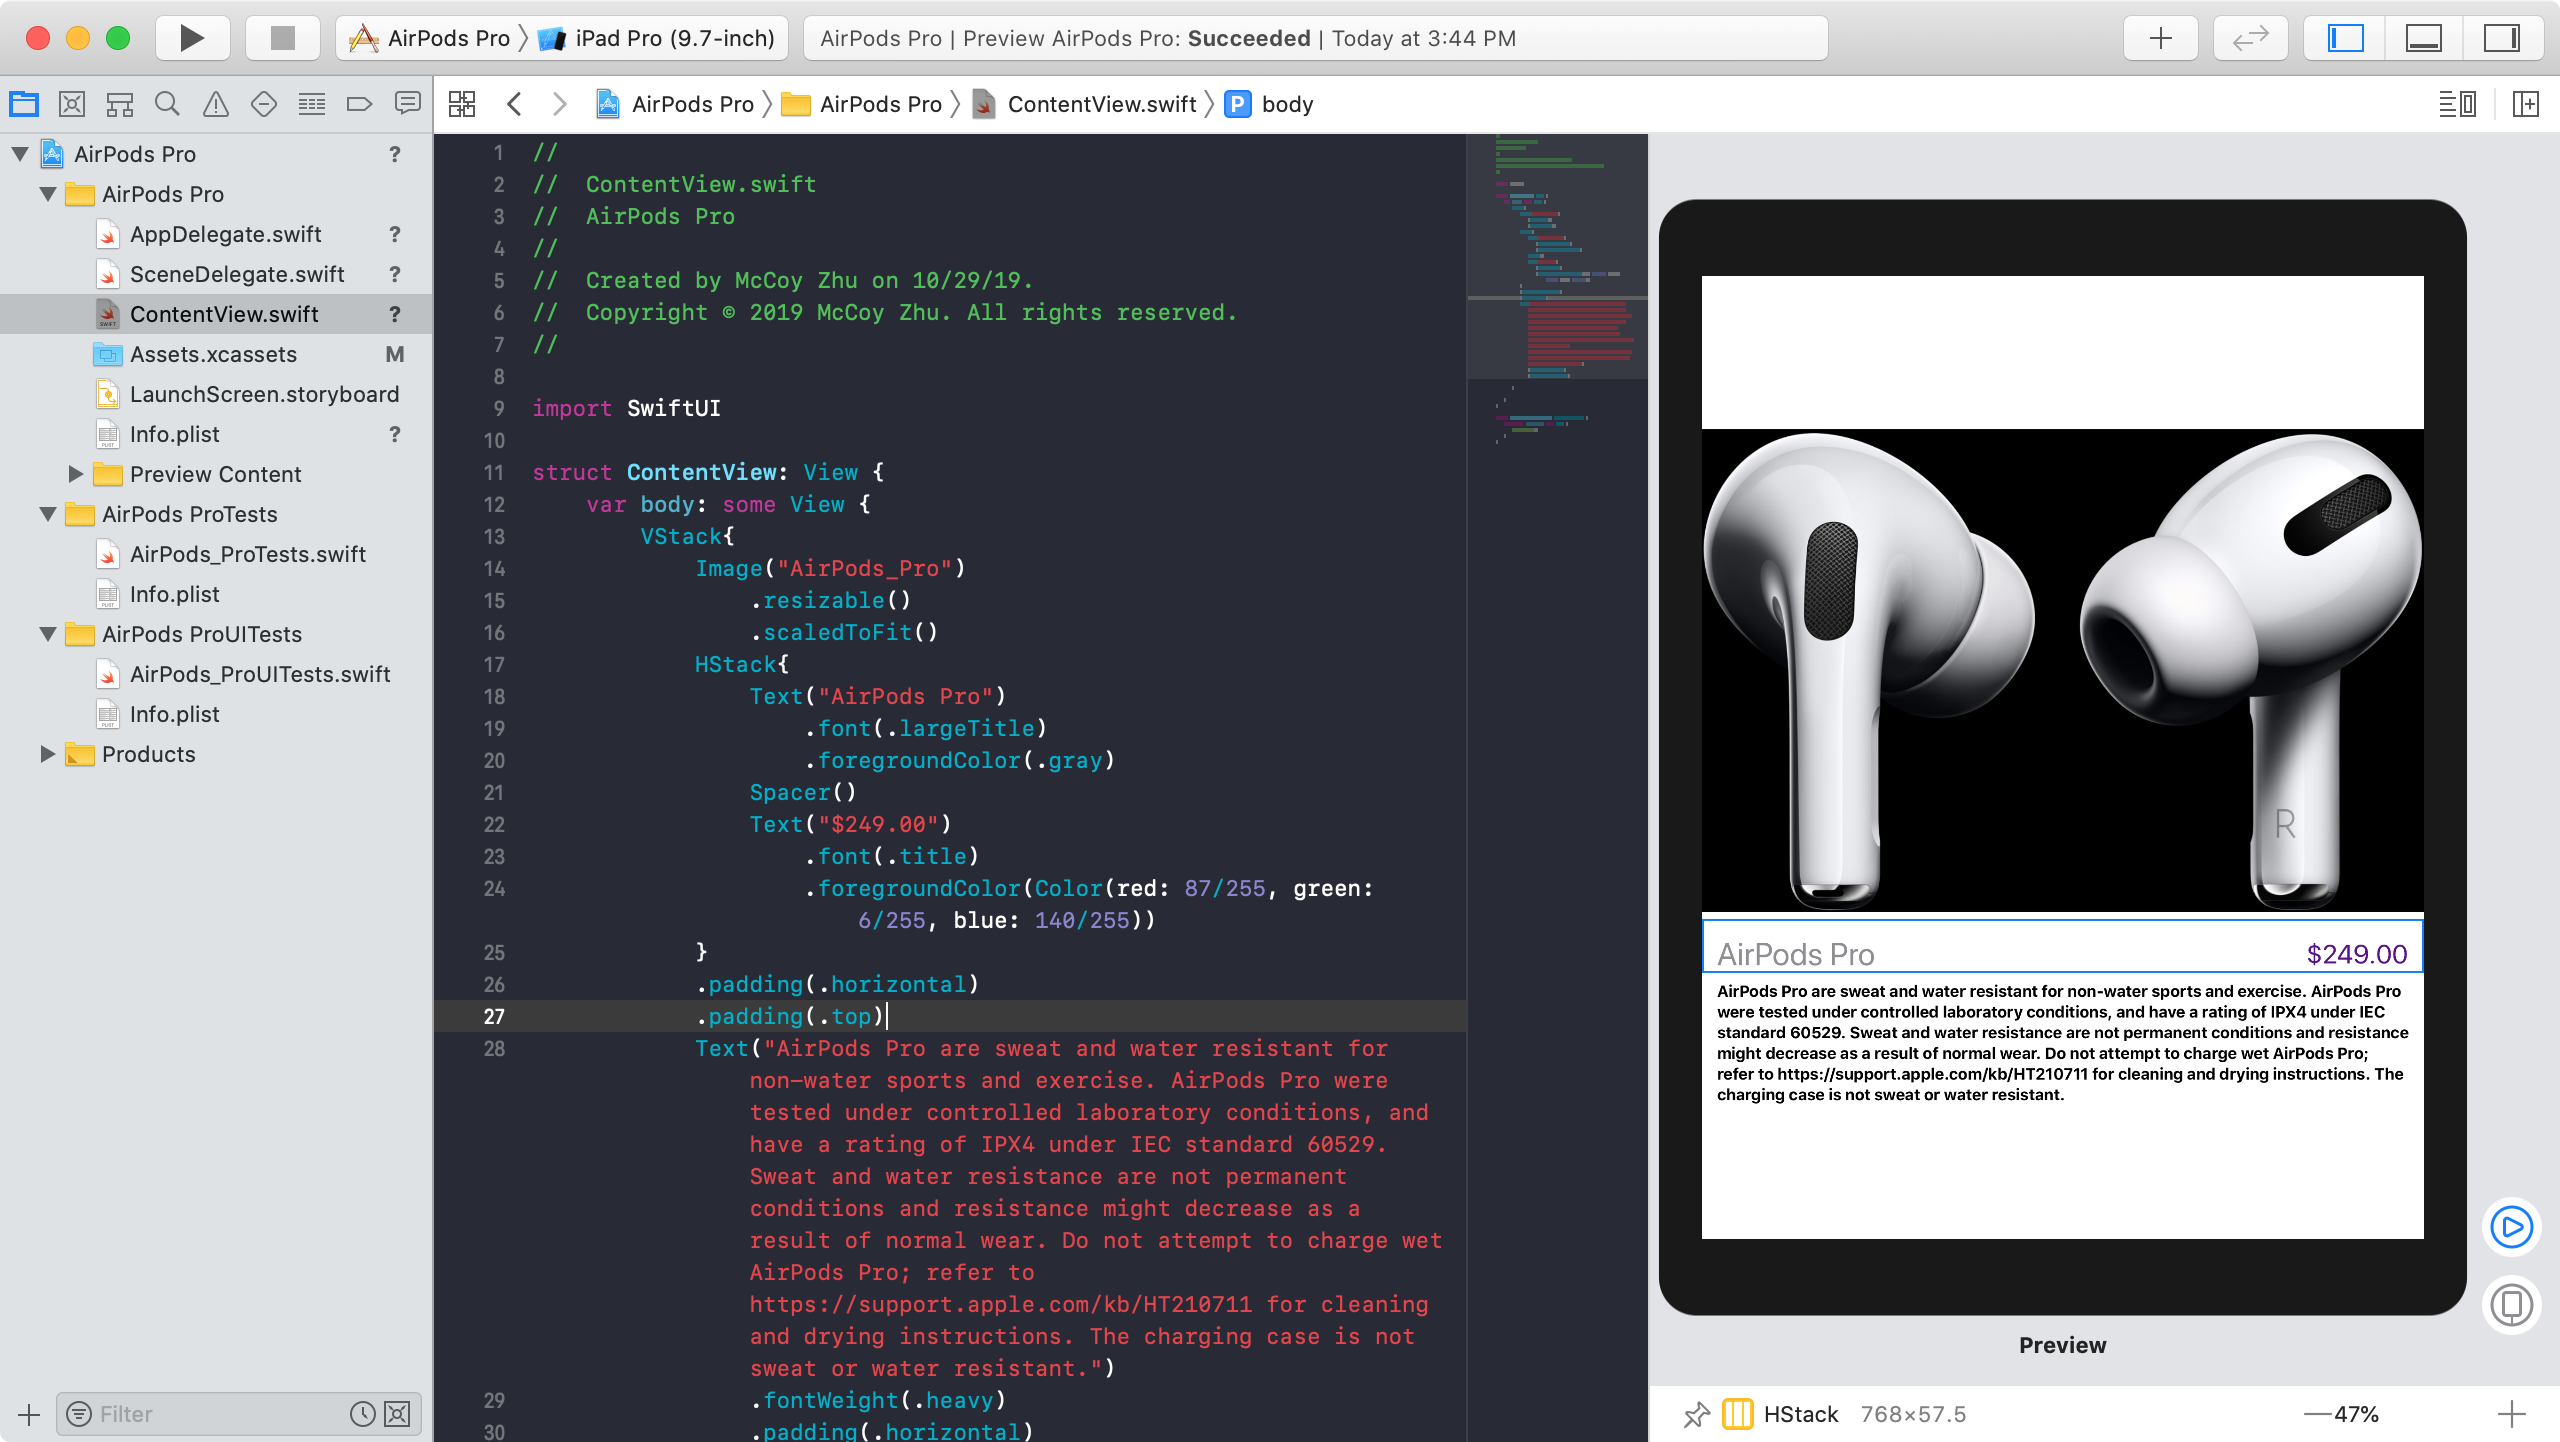 AirPods Pro
iPad Pro (9.7-inch)
AirPods Pro | Preview AirPods Pro: Succeeded | Today at 3:44 PM
AirPods Pro
AirPods Pro
ContentView.swift
P
body
AirPods Pro ?
AirPods Pro
AppDelegate.swift ?
SceneDelegate.swift ?
ContentView.swift ?
Assets.xcassets M
LaunchScreen.storyboard
Info.plist ?
Preview Content
AirPods ProTests
AirPods_ProTests.swift
Info.plist
AirPods ProUITests
AirPods_ProUITests.swift
Info.plist
Products
Filter
1 //
2 //  ContentView.swift
3 //  AirPods Pro
4 //
5 //  Created by McCoy Zhu on 10/29/19.
6 //  Copyright © 2019 McCoy Zhu. All rights reserved.
7 //
8
9 import SwiftUI
10
11 struct ContentView: View {
12     var body: some View {
13         VStack{
14             Image("AirPods_Pro")
15                 .resizable()
16                 .scaledToFit()
17             HStack{
18                 Text("AirPods Pro")
19                     .font(.largeTitle)
20                     .foregroundColor(.gray)
21                 Spacer()
22                 Text("$249.00")
23                     .font(.title)
24                     .foregroundColor(Color(red: 87/255, green:
6/255, blue: 140/255))
25             }
26             .padding(.horizontal)
27             .padding(.top)
28             Text("AirPods Pro are sweat and water resistant for
non-water sports and exercise. AirPods Pro were
tested under controlled laboratory conditions, and
have a rating of IPX4 under IEC standard 60529.
Sweat and water resistance are not permanent
conditions and resistance might decrease as a
result of normal wear. Do not attempt to charge wet
AirPods Pro; refer to
https://support.apple.com/kb/HT210711 for cleaning
and drying instructions. The charging case is not
sweat or water resistant.")
29                 .fontWeight(.heavy)
30                 .padding(.horizontal)
R
AirPods Pro
$249.00
AirPods Pro are sweat and water resistant for non-water sports and exercise. AirPods Pro
were tested under controlled laboratory conditions, and have a rating of IPX4 under IEC
standard 60529. Sweat and water resistance are not permanent conditions and resistance
might decrease as a result of normal wear. Do not attempt to charge wet AirPods Pro;
refer to https://support.apple.com/kb/HT210711 for cleaning and drying instructions. The
charging case is not sweat or water resistant.
Preview
HStack 768×57.5
47%